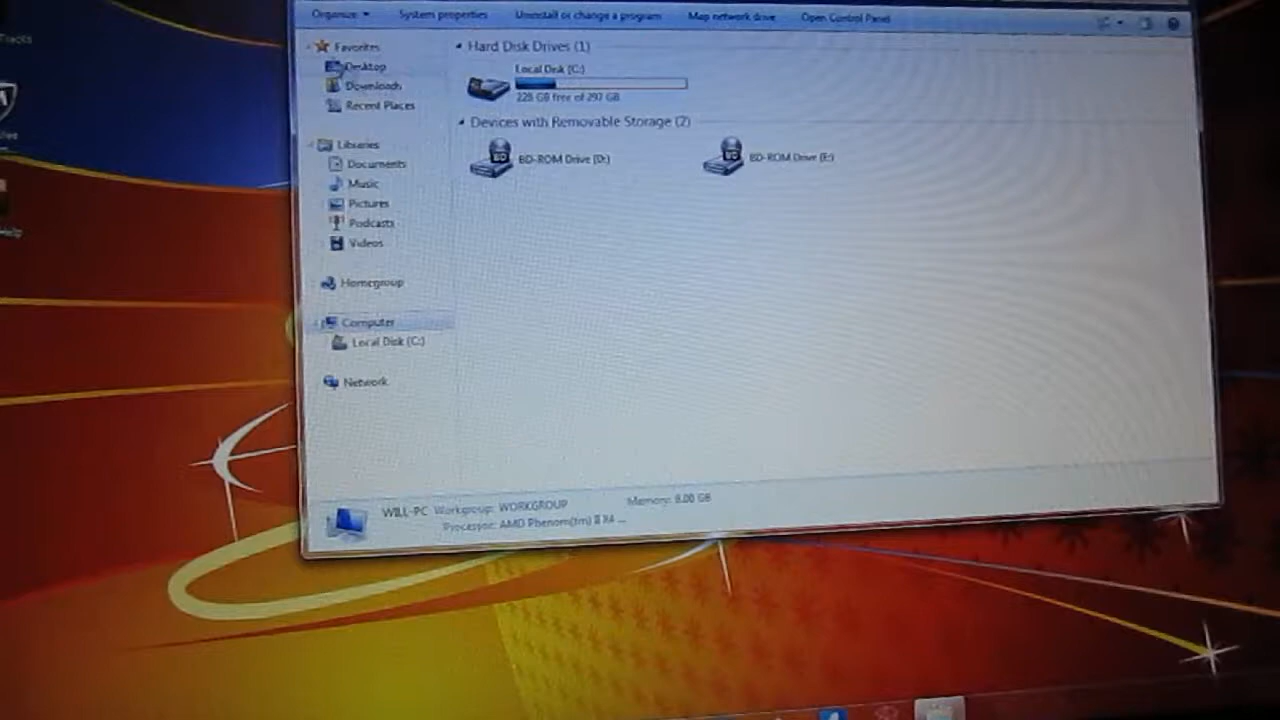 Organize System properties Uninstall or change a program Map network drive Open Control Panel
Favorites
Desktop
Downloads
Recent Places
Libraries
Documents
Music
Pictures
Podcasts
Videos
Homegroup
Computer
Local Disk (C:)
Network
Hard Disk Drives (1)
Local Disk (C:)
228 GB free of 297 GB
Devices with Removable Storage (2)
BD-ROM Drive (D:) BD-ROM Drive (E:)
WILL-PC Workgroup: WORKGROUP Memory: 8.00 GB
Processor: AMD Phenom(tm) II X4 ...
Help